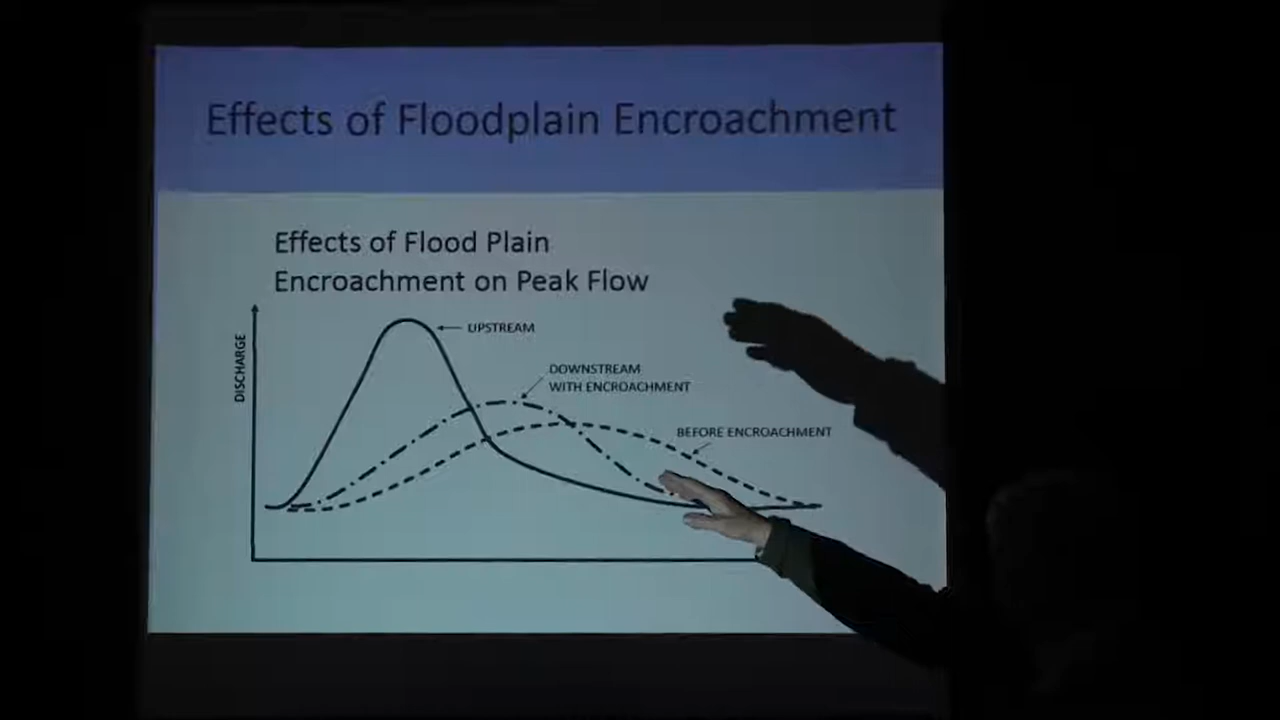 Effects of Floodplain Encroachment
Effects of Flood Plain
Encroachment on Peak Flow
DISCHARGE
UPSTREAM
DOWNSTREAM
WITH ENCROACHMENT
BEFORE ENCROACHMENT